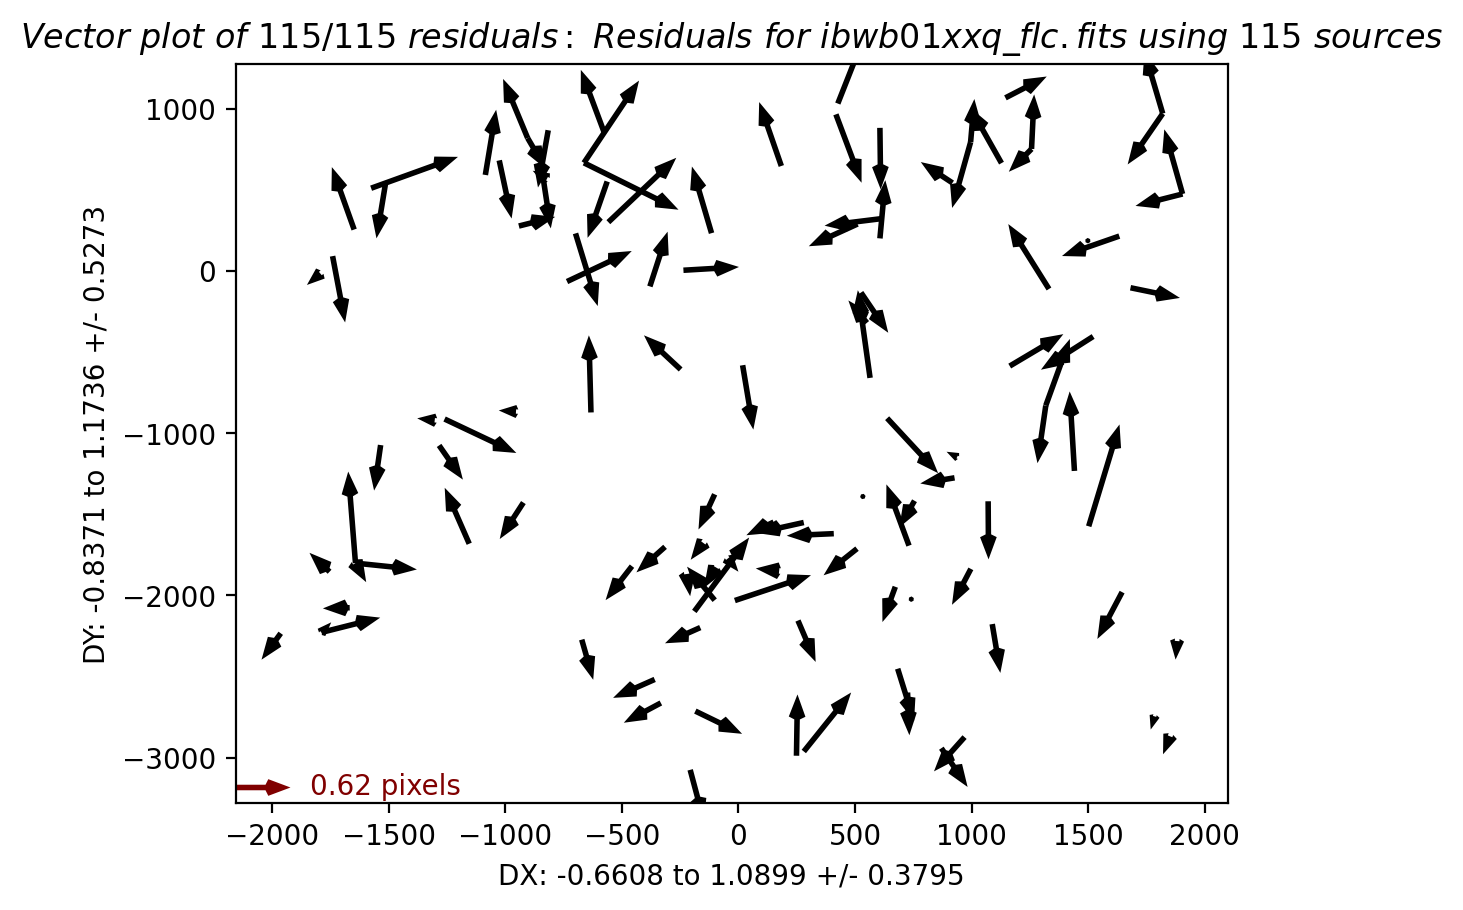 Vector plot of 115/115 residuals: Residuals for ibwb01xxq_flc.fits using 115 sources
1000
0
−1000
−2000
−3000
DY: -0.8371 to 1.1736 +/- 0.5273
0.62 pixels
−2000 −1500 −1000 −500 0 500 1000 1500 2000
DX: -0.6608 to 1.0899 +/- 0.3795